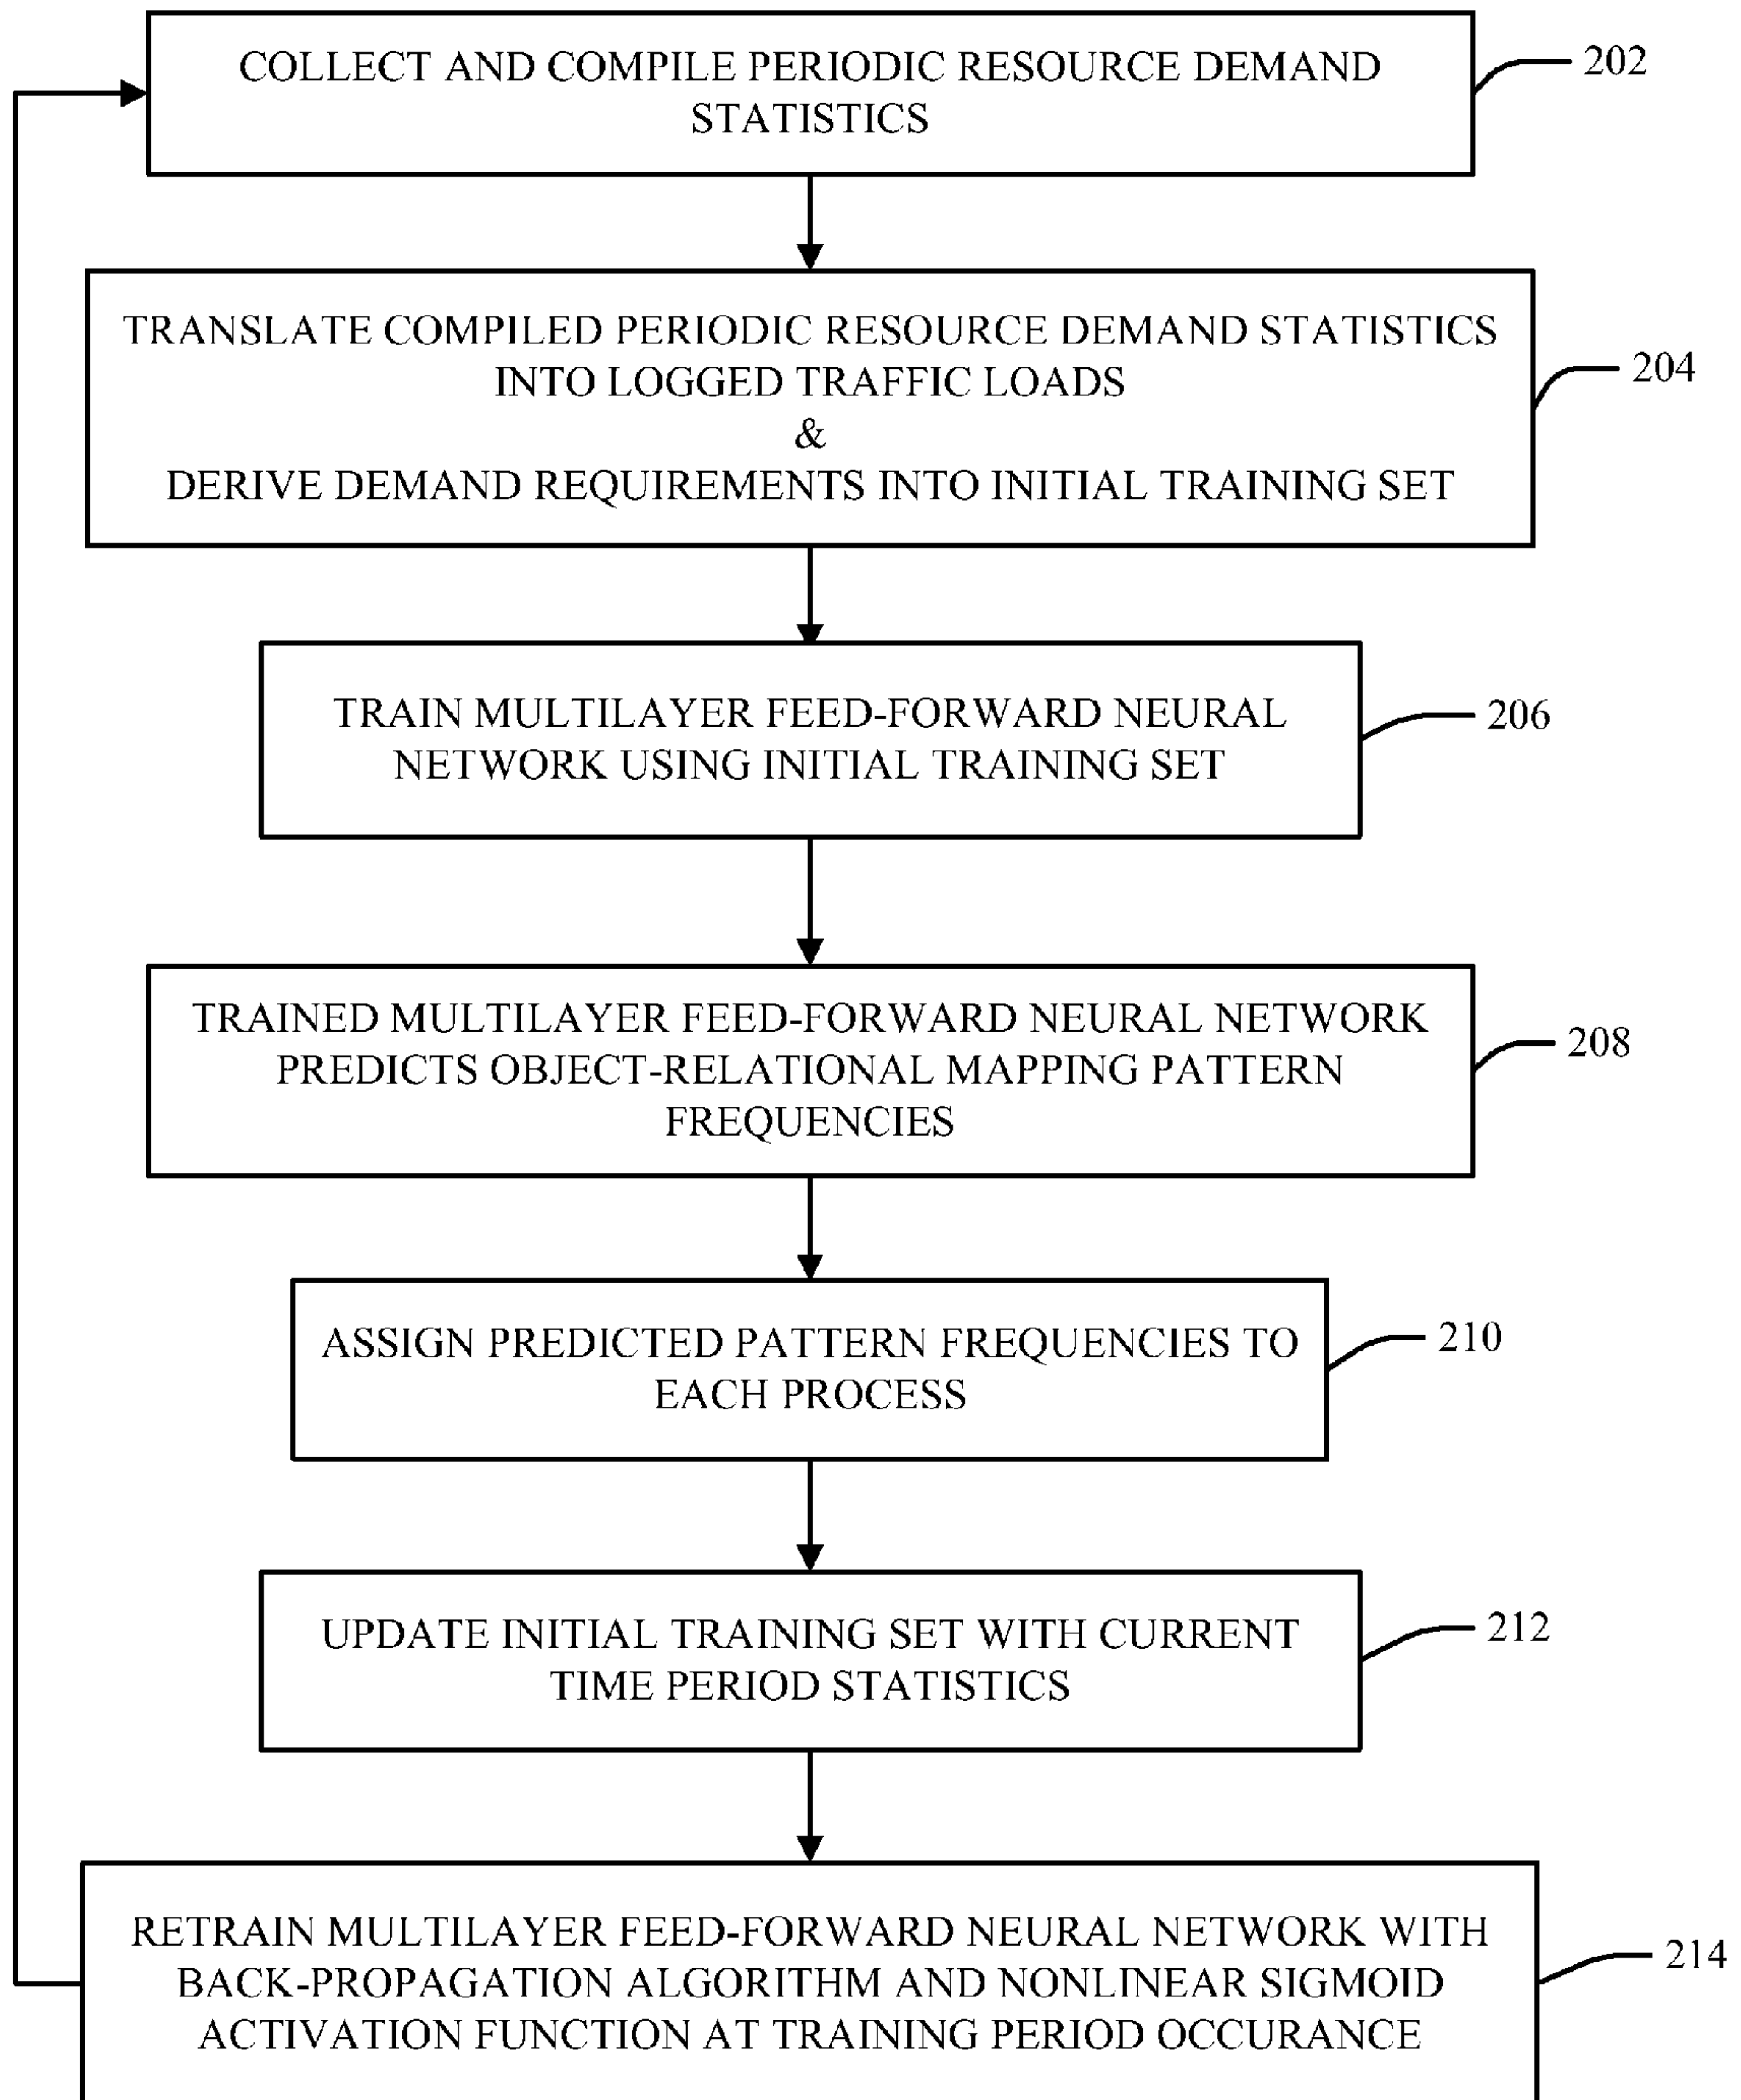 COLLECT AND COMPILE PERIODIC RESOURCE DEMAND
STATISTICS
202
TRANSLATE COMPILED PERIODIC RESOURCE DEMAND STATISTICS
INTO LOGGED TRAFFIC LOADS
&
DERIVE DEMAND REQUIREMENTS INTO INITIAL TRAINING SET
204
TRAIN MULTILAYER FEED-FORWARD NEURAL
NETWORK USING INITIAL TRAINING SET
206
TRAINED MULTILAYER FEED-FORWARD NEURAL NETWORK
PREDICTS OBJECT-RELATIONAL MAPPING PATTERN
FREQUENCIES
208
ASSIGN PREDICTED PATTERN FREQUENCIES TO
EACH PROCESS
210
UPDATE INITIAL TRAINING SET WITH CURRENT
TIME PERIOD STATISTICS
212
RETRAIN MULTILAYER FEED-FORWARD NEURAL NETWORK WITH
BACK-PROPAGATION ALGORITHM AND NONLINEAR SIGMOID
ACTIVATION FUNCTION AT TRAINING PERIOD OCCURANCE
214